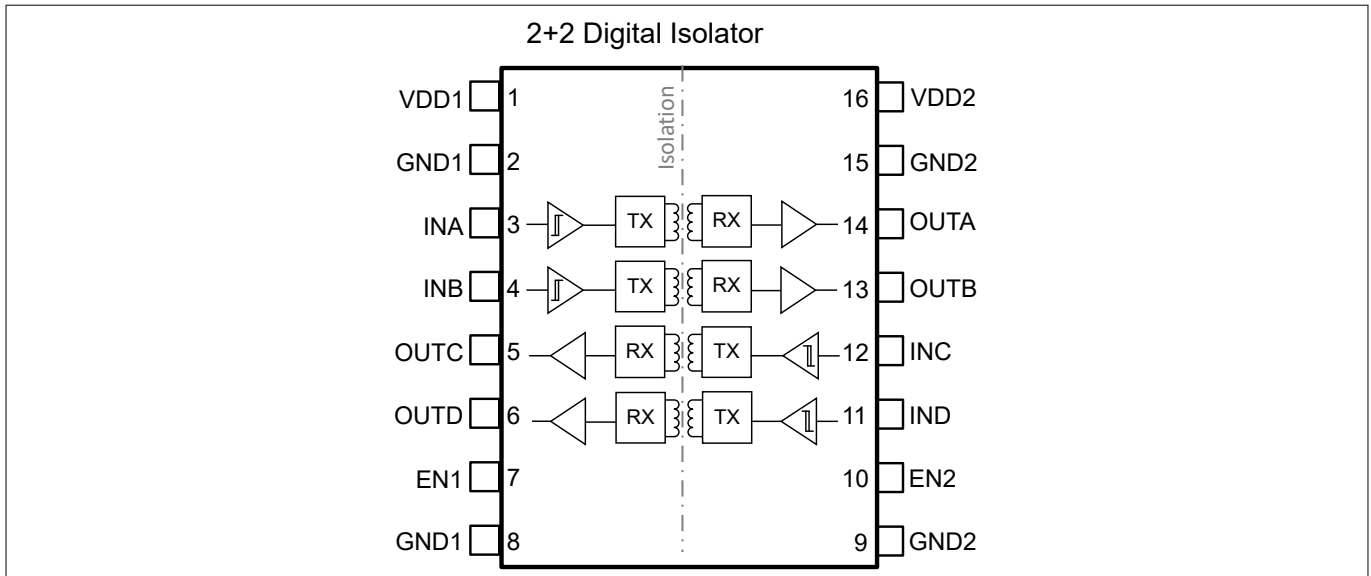 2+2 Digital Isolator
Isolation
VDD1 1 16 VDD2
GND1 2 15 GND2
INA 3 TX RX 14 OUTA
INB 4 TX RX 13 OUTB
OUTC 5 RX TX 12 INC
OUTD 6 RX TX 11 IND
EN1 7 10 EN2
GND1 8 9 GND2